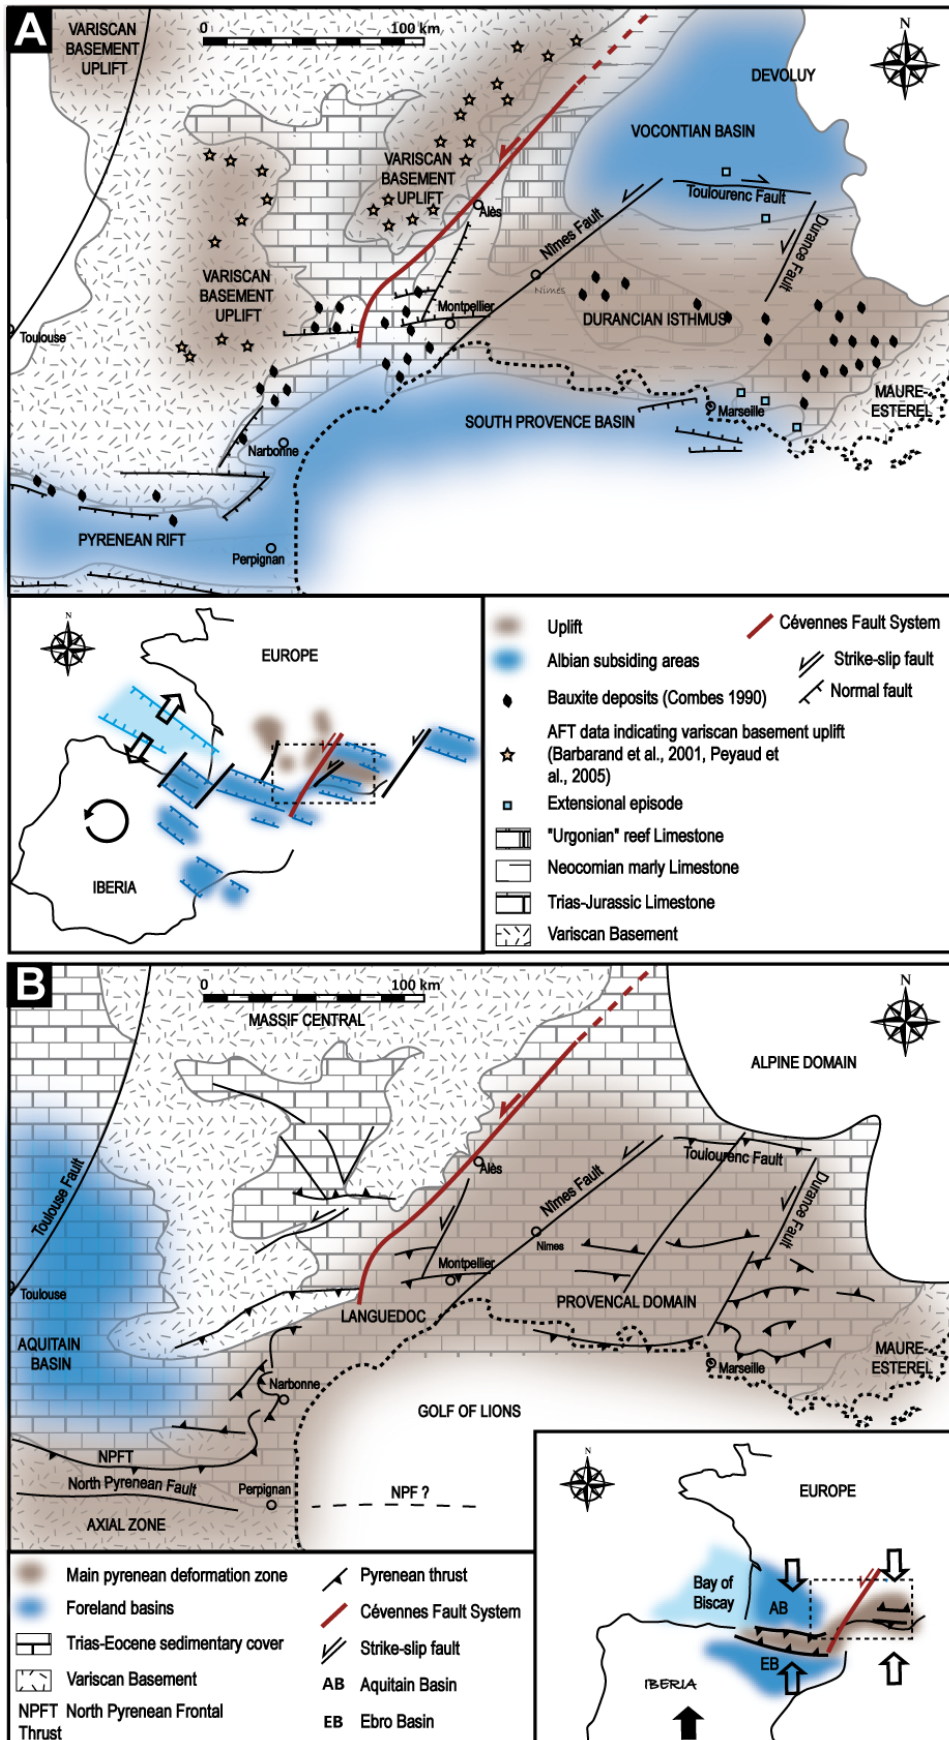 A
VARISCAN
BASEMENT
UPLIFT
0 100 km
N
DEVOLUY
VOCONTIAN BASIN
VARISCAN
BASEMENT
UPLIFT
Toulourenc Fault
Alès
Nîmes Fault
Durance Fault
VARISCAN
BASEMENT
UPLIFT
Nîmes
Montpellier
DURANCIAN ISHTMUS
Toulouse
MAURE-
ESTEREL
SOUTH PROVENCE BASIN
Marseille
Narbonne
PYRENEAN RIFT
Perpignan
N
EUROPE
IBERIA
Uplift
Cévennes Fault System
Albian subsiding areas
Strike-slip fault
Bauxite deposits (Combes 1990)
Normal fault
AFT data indicating variscan basement uplift
(Barbarand et al., 2001, Peyaud et
al., 2005)
Extensional episode
"Urgonian" reef Limestone
Neocomian marly Limestone
Trias-Jurassic Limestone
Variscan Basement
B
0 100 km
MASSIF CENTRAL
N
ALPINE DOMAIN
Toulouse Fault
Alès
Toulourenc Fault
Nîmes Fault
Durance Fault
Nîmes
Montpellier
Toulouse
LANGUEDOC
PROVENCAL DOMAIN
AQUITAIN
BASIN
MAURE-
ESTEREL
Marseille
Narbonne
GOLF OF LIONS
NPFT
North Pyrenean Fault
Perpignan
NPF ?
AXIAL ZONE
N
EUROPE
Bay of
Biscay
AB
EB
IBERIA
Main pyrenean deformation zone
Pyrenean thrust
Foreland basins
Cévennes Fault System
Trias-Eocene sedimentary cover
Strike-slip fault
Variscan Basement
AB Aquitain Basin
NPFT North Pyrenean Frontal
Thrust
EB Ebro Basin